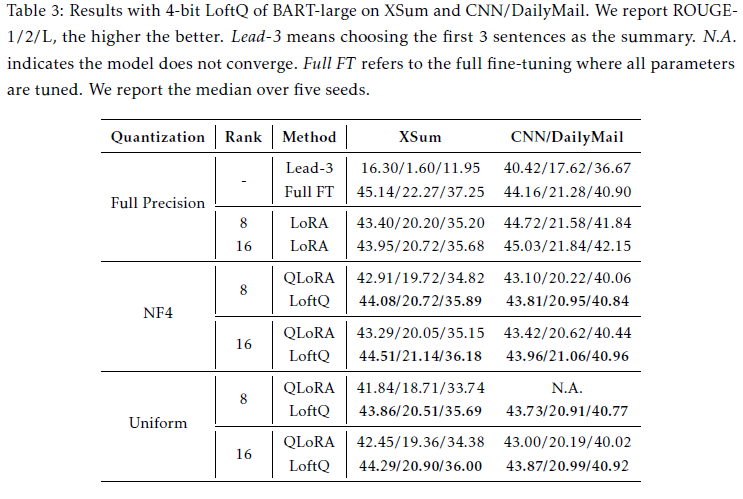 Table 3: Results with 4-bit LoftQ of BART-large on XSum and CNN/DailyMail. We report ROUGE-
1/2/L, the higher the better. Lead-3 means choosing the first 3 sentences as the summary. N.A.
indicates the model does not converge. Full FT refers to the full fine-tuning where all parameters
are tuned. We report the median over five seeds.
Quantization Rank Method XSum CNN/DailyMail
Full Precision - Lead-3 16.30/1.60/11.95 40.42/17.62/36.67
Full FT 45.14/22.27/37.25 44.16/21.28/40.90
8 LoRA 43.40/20.20/35.20 44.72/21.58/41.84
16 LoRA 43.95/20.72/35.68 45.03/21.84/42.15
NF4 8 QLoRA 42.91/19.72/34.82 43.10/20.22/40.06
LoftQ 44.08/20.72/35.89 43.81/20.95/40.84
16 QLoRA 43.29/20.05/35.15 43.42/20.62/40.44
LoftQ 44.51/21.14/36.18 43.96/21.06/40.96
Uniform 8 QLoRA 41.84/18.71/33.74 N.A.
LoftQ 43.86/20.51/35.69 43.73/20.91/40.77
16 QLoRA 42.45/19.36/34.38 43.00/20.19/40.02
LoftQ 44.29/20.90/36.00 43.87/20.99/40.92